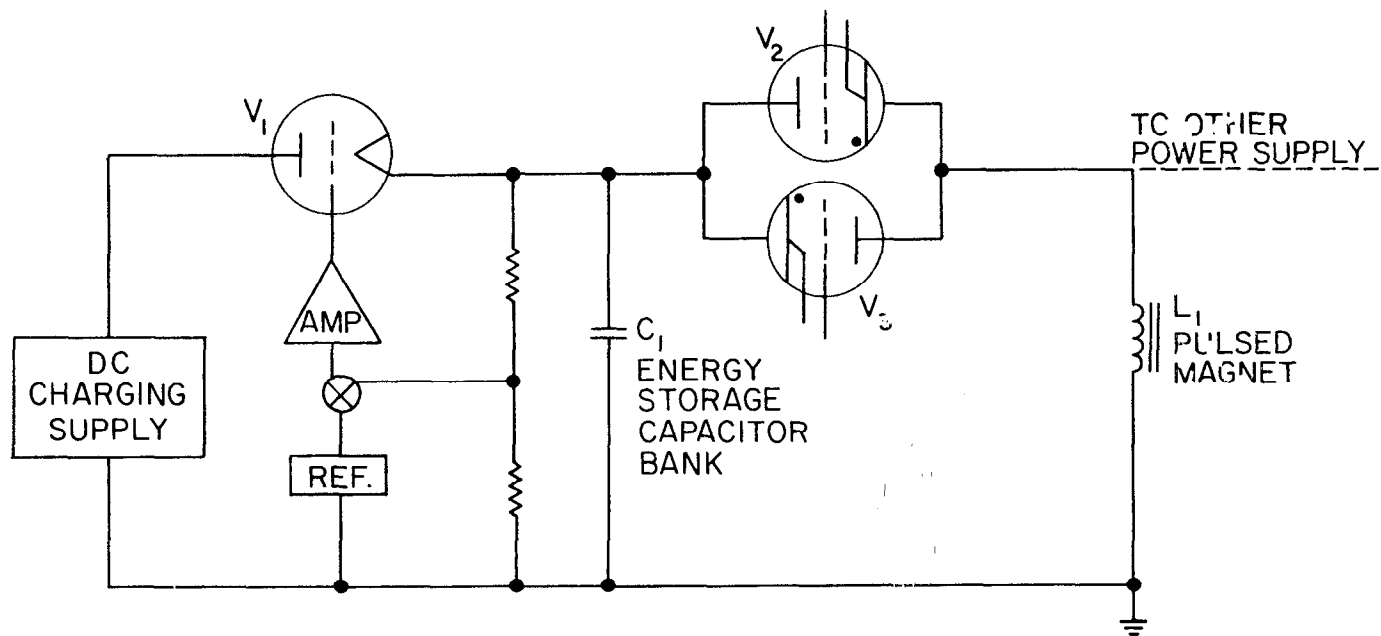 V1
V2
V3
TO OTHER
POWER SUPPLY
AMP
DC
CHARGING
SUPPLY
REF.
C1
ENERGY
STORAGE
CAPACITOR
BANK
L1
PULSED
MAGNET